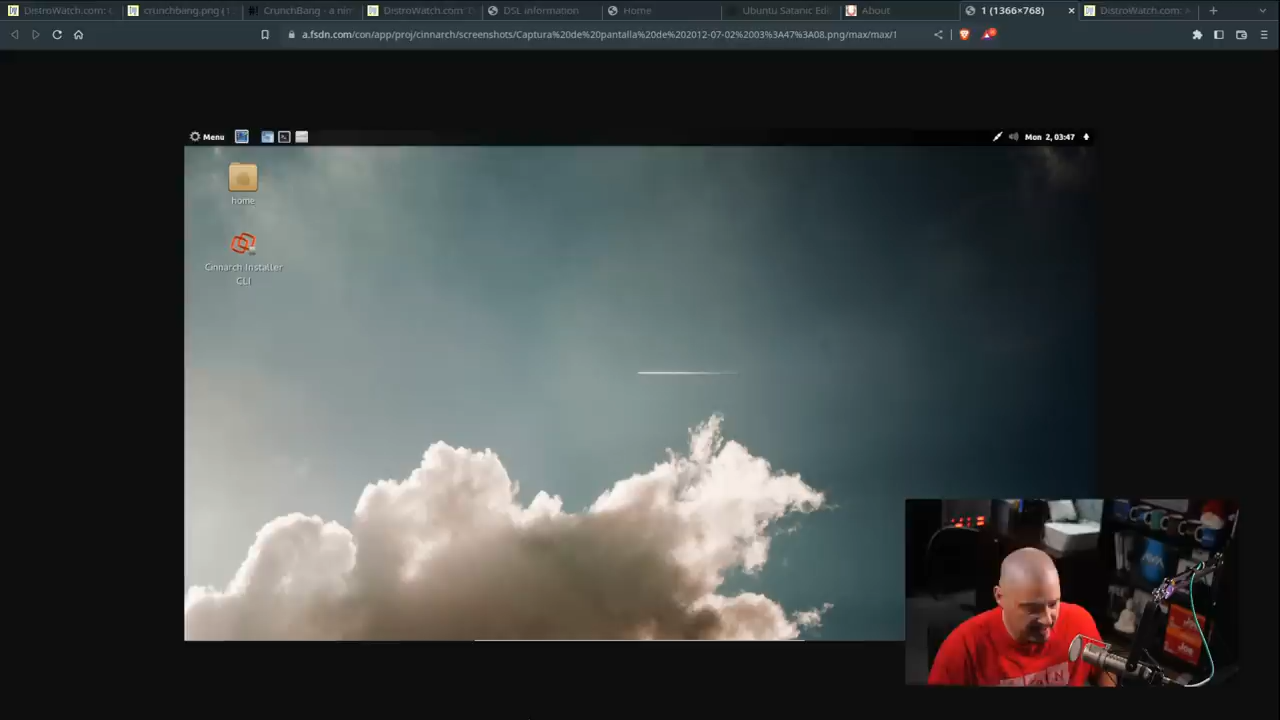 DistroWatch.com: c
crunchbang.png (1
CrunchBang - a nim
DistroWatch.com: D
DSL information
Home
Ubuntu Satanic Edi
About
1 (1366×768)
DistroWatch.com: A
a.fsdn.com/con/app/proj/cinnarch/screenshots/Captura%20de%20pantalla%20de%202012-07-02%2003%3A47%3A08.png/max/max/1
Menu
Mon 2, 03:47
home
Cinnarch Installer
CLI